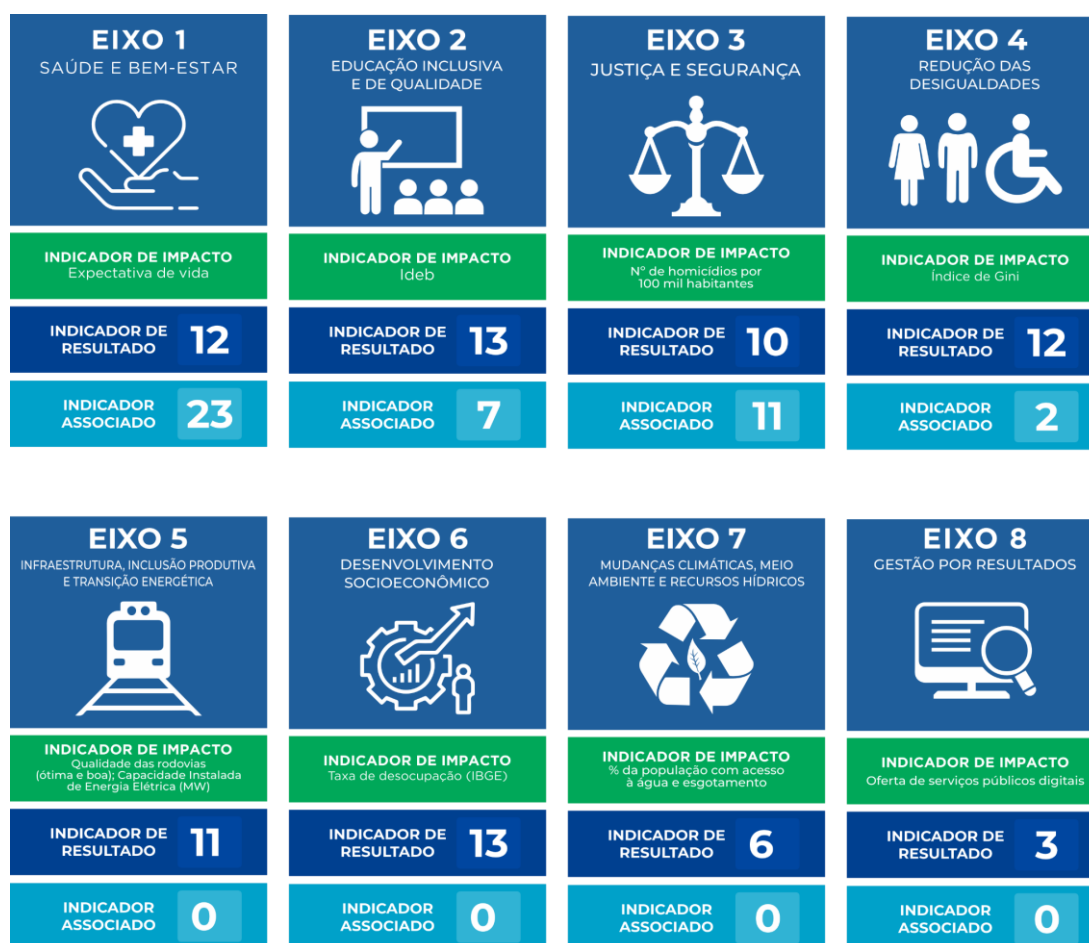 EIXO 1
SAÚDE E BEM-ESTAR
INDICADOR DE IMPACTO
Expectativa de vida
INDICADOR DE
RESULTADO
12
INDICADOR
ASSOCIADO
23
EIXO 2
EDUCAÇÃO INCLUSIVA
E DE QUALIDADE
INDICADOR DE IMPACTO
Ideb
INDICADOR DE
RESULTADO
13
INDICADOR
ASSOCIADO
7
EIXO 3
JUSTIÇA E SEGURANÇA
INDICADOR DE IMPACTO
Nº de homicídios por
100 mil habitantes
INDICADOR DE
RESULTADO
10
INDICADOR
ASSOCIADO
11
EIXO 4
REDUÇÃO DAS
DESIGUALDADES
INDICADOR DE IMPACTO
Índice de Gini
INDICADOR DE
RESULTADO
12
INDICADOR
ASSOCIADO
2
EIXO 5
INFRAESTRUTURA, INCLUSÃO PRODUTIVA
E TRANSIÇÃO ENERGÉTICA
INDICADOR DE IMPACTO
Qualidade das rodovias
(ótima e boa); Capacidade Instalada
de Energia Elétrica (MW)
INDICADOR DE
RESULTADO
11
INDICADOR
ASSOCIADO
0
EIXO 6
DESENVOLVIMENTO
SOCIOECONÔMICO
INDICADOR DE IMPACTO
Taxa de desocupação (IBGE)
INDICADOR DE
RESULTADO
13
INDICADOR
ASSOCIADO
0
EIXO 7
MUDANÇAS CLIMÁTICAS, MEIO
AMBIENTE E RECURSOS HÍDRICOS
INDICADOR DE IMPACTO
% da população com acesso
à água e esgotamento
INDICADOR DE
RESULTADO
6
INDICADOR
ASSOCIADO
0
EIXO 8
GESTÃO POR RESULTADOS
INDICADOR DE IMPACTO
Oferta de serviços públicos digitais
INDICADOR DE
RESULTADO
3
INDICADOR
ASSOCIADO
0